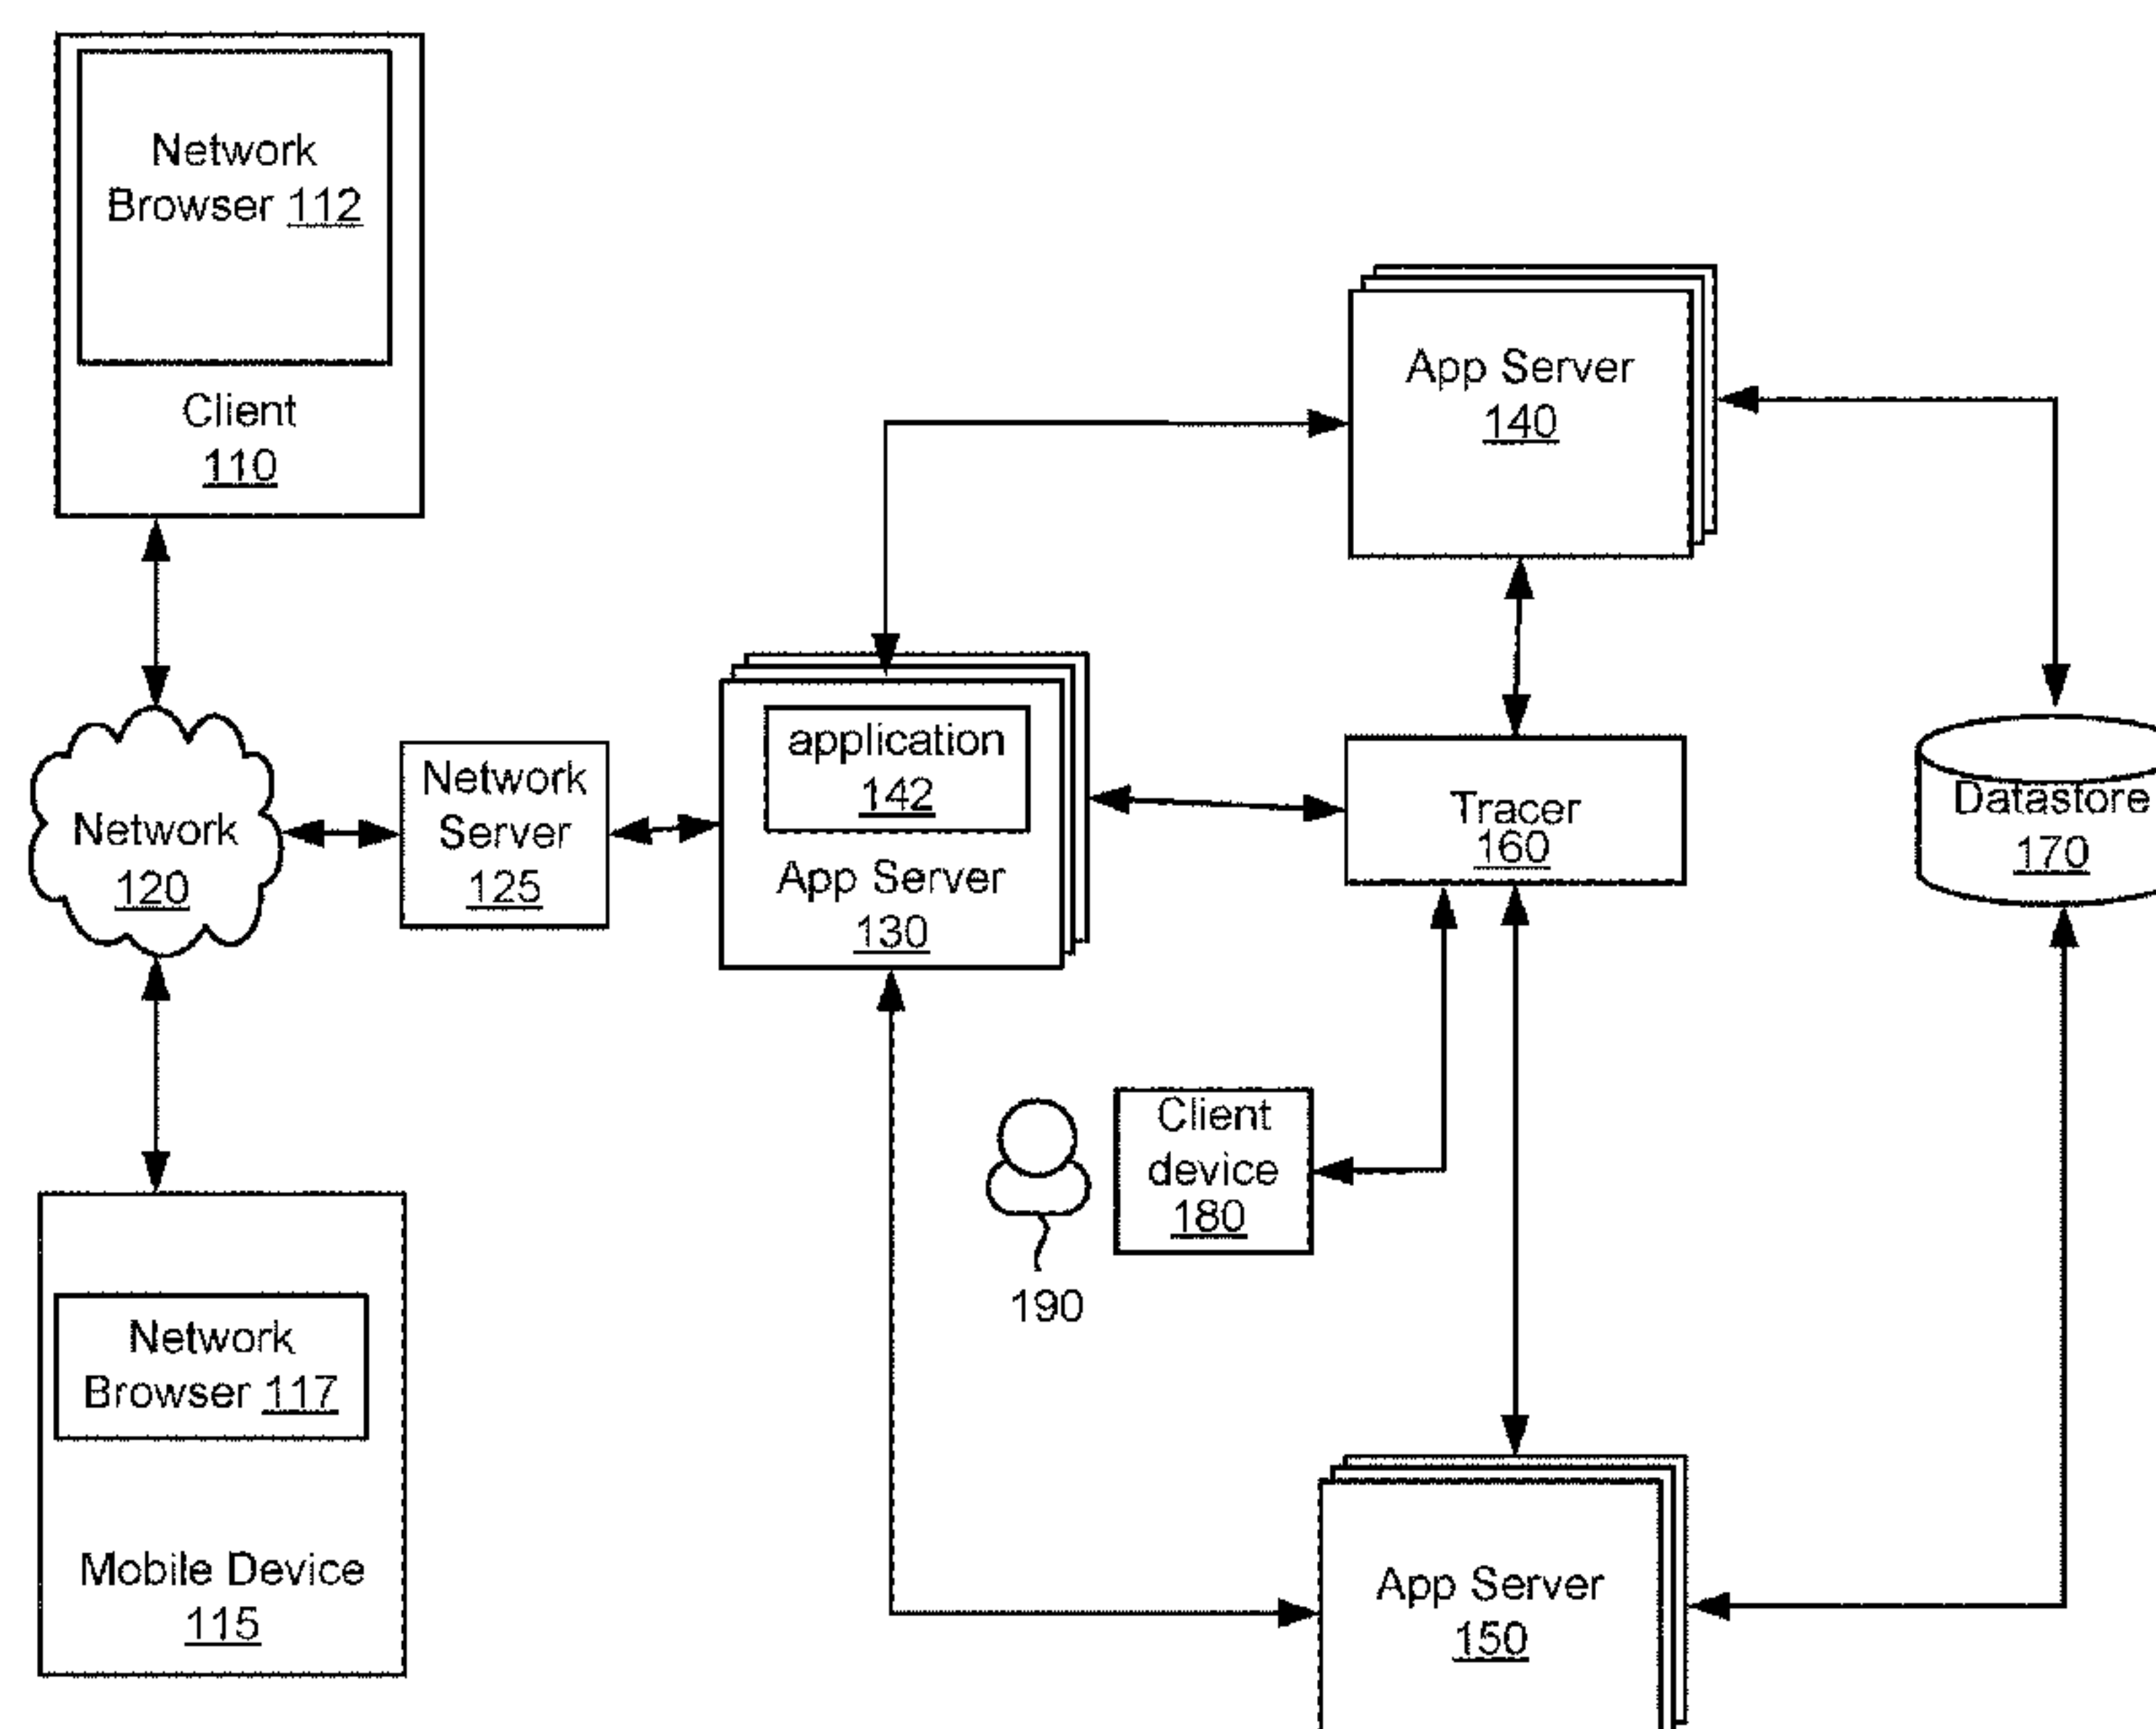 Network
Browser 112
Client
110
App Server
140
application
142
App Server
130
Network
Server
125
Network
120
Tracer
160
Datastore
170
Client
device
180
190
Network
Browser 117
Mobile Device
115
App Server
150